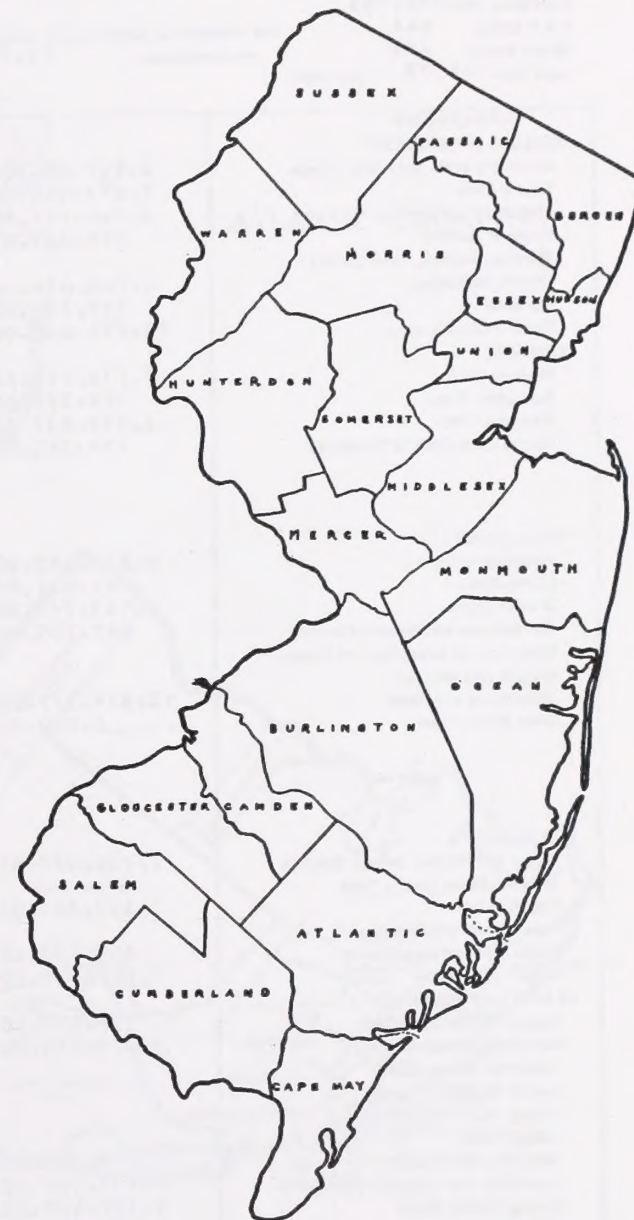 SUSSEX
PASSAIC
BERGEN
WARREN
MORRIS
ESSEX
HUDSON
UNION
HUNTERDON
SOMERSET
MIDDLESEX
MERCER
MONMOUTH
OCEAN
BURLINGTON
GLOUCESTER
CAMDEN
SALEM
ATLANTIC
CUMBERLAND
CAPE MAY